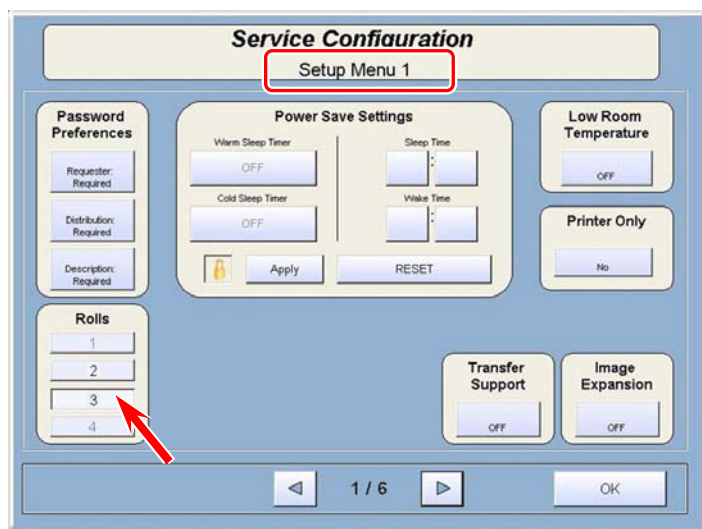 Service Configuration
Setup Menu 1
Password
Preferences
Requester:
Required
Distribution:
Required
Description:
Required
Power Save Settings
Warm Sleep Timer
OFF
Cold Sleep Timer
OFF
Sleep Time
:
Wake Time
:
Apply
RESET
Low Room
Temperature
OFF
Printer Only
No
Rolls
1
2
3
4
Transfer
Support
OFF
Image
Expansion
OFF
1 / 6
OK